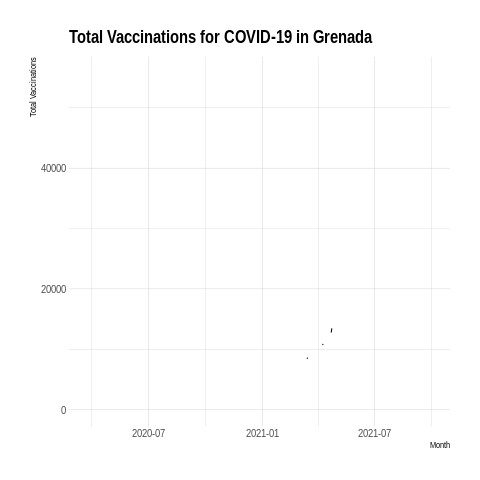 Total Vaccinations for COVID-19 in Grenada
Total Vaccinations
40000
20000
0
2020-07 2021-01 2021-07
Month